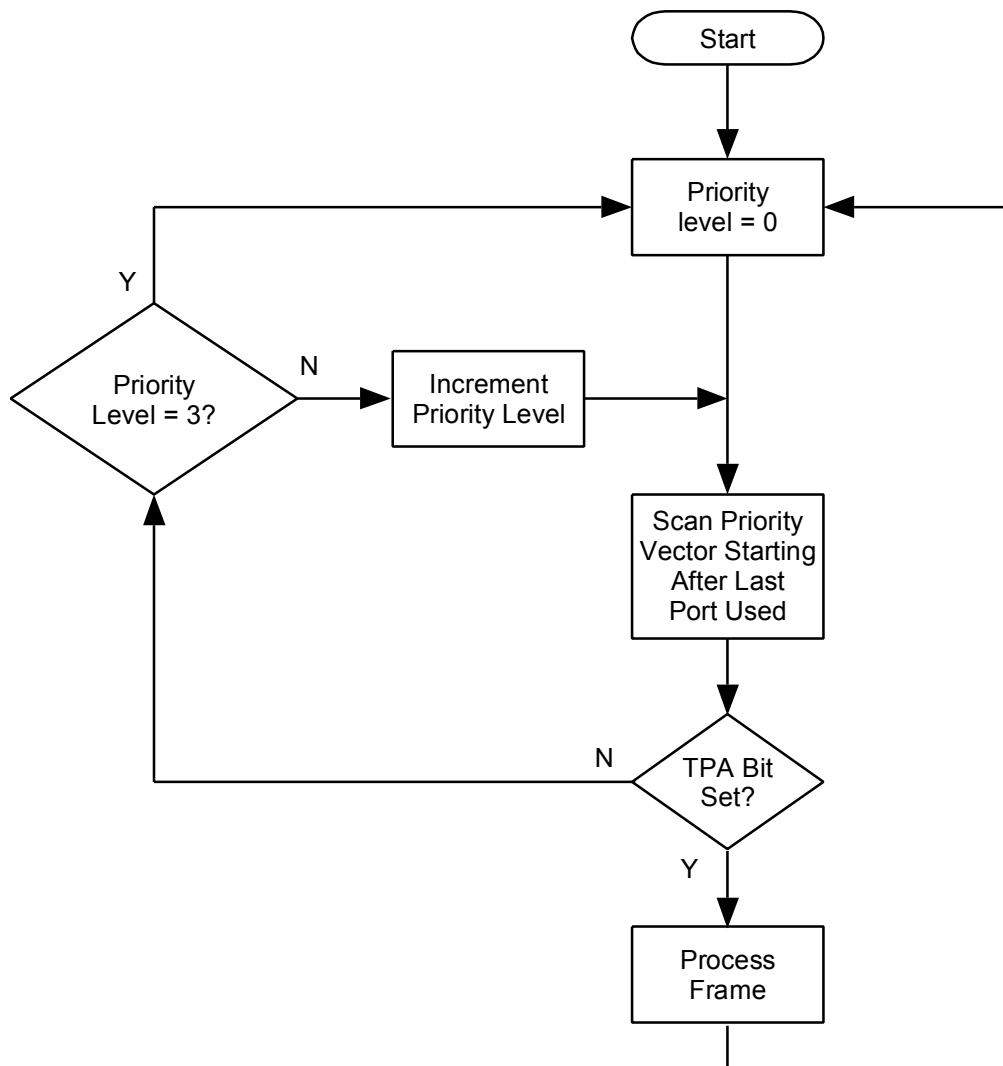 Start
Priority
level = 0
Y
Priority
Level = 3?
N
Increment
Priority Level
Scan Priority
Vector Starting
After Last
Port Used
N
TPA Bit
Set?
Y
Process
Frame